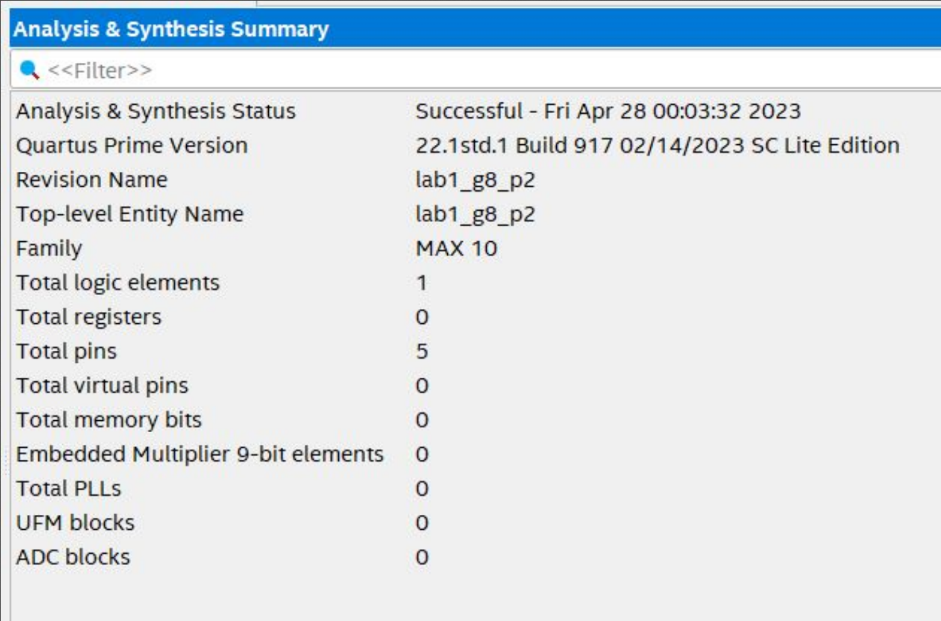 Analysis & Synthesis Summary
<<Filter>>
Analysis & Synthesis Status Successful - Fri Apr 28 00:03:32 2023
Quartus Prime Version 22.1std.1 Build 917 02/14/2023 SC Lite Edition
Revision Name lab1_g8_p2
Top-level Entity Name lab1_g8_p2
Family MAX 10
Total logic elements 1
Total registers 0
Total pins 5
Total virtual pins 0
Total memory bits 0
Embedded Multiplier 9-bit elements 0
Total PLLs 0
UFM blocks 0
ADC blocks 0